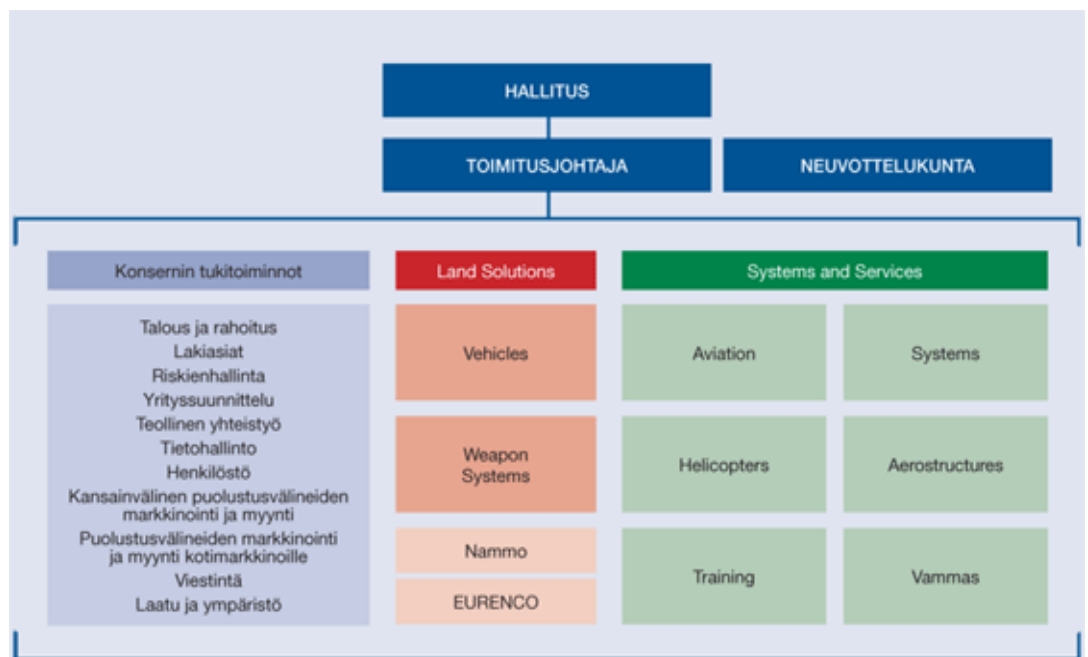 HALLITUS
TOIMITUSJOHTAJA
NEUVOTTELUKUNTA
Konsernin tukitoiminnot
Talous ja rahoitus
Lakiasiat
Riskienhallinta
Yrityssuunnittelu
Teollinen yhteistyö
Tietohallinto
Henkilöstö
Kansainvälinen puolustusvälineiden
markkinointi ja myynti
Puolustusvälineiden markkinointi
ja myynti kotimarkkinoille
Viestintä
Laatu ja ympäristö
Land Solutions
Vehicles
Weapon
Systems
Nammo
EURENCO
Systems and Services
Aviation
Systems
Helicopters
Aerostructures
Training
Vammas